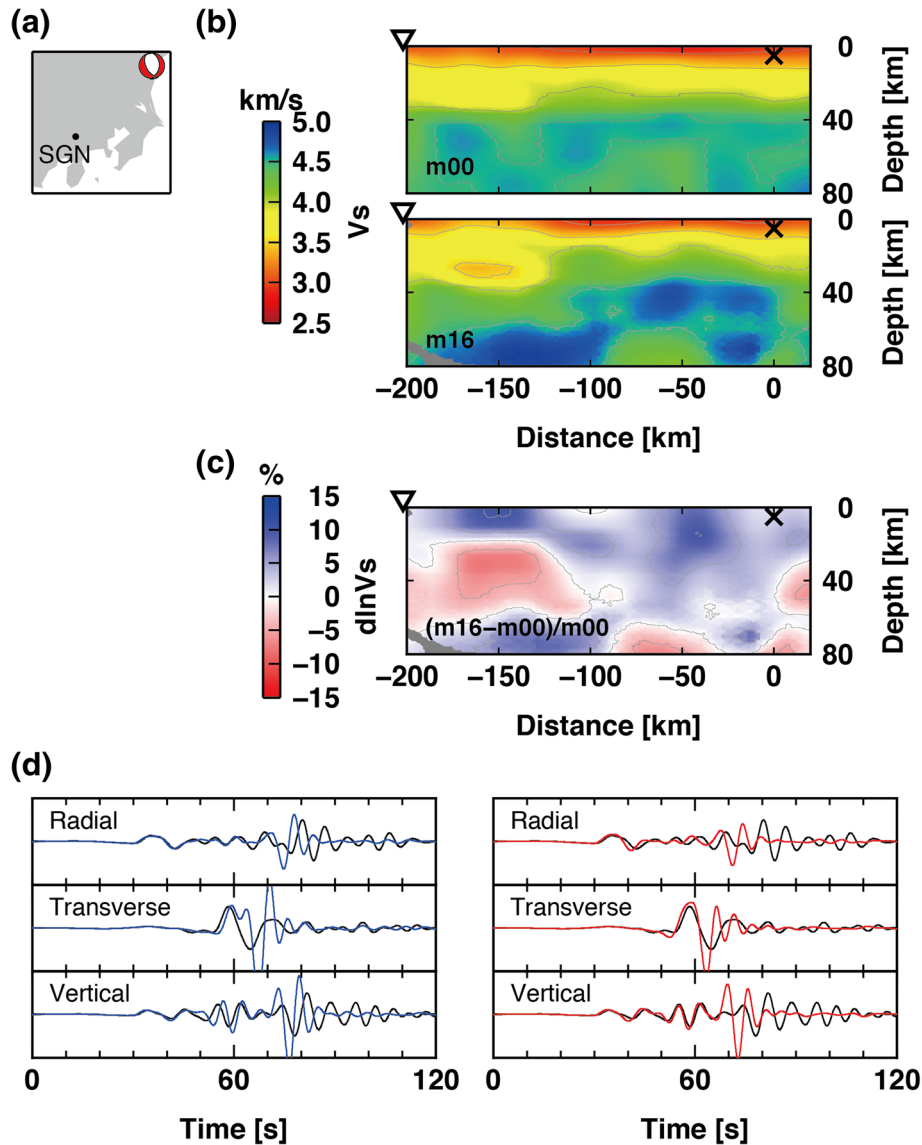 (a)
SGN
km/s
5.0
4.5
4.0
3.5
3.0
2.5
Vs
(b)
m00
0
40
80
Depth [km]
m16
0
40
80
Depth [km]
−200 −150 −100 −50 0
Distance [km]
(c)
%
15
10
5
0
−5
−10
−15
dlnVs
(m16−m00)/m00
0
40
80
Depth [km]
−200 −150 −100 −50 0
Distance [km]
(d)
Radial
Transverse
Vertical
0 60 120
Time [s]
Radial
Transverse
Vertical
0 60 120
Time [s]